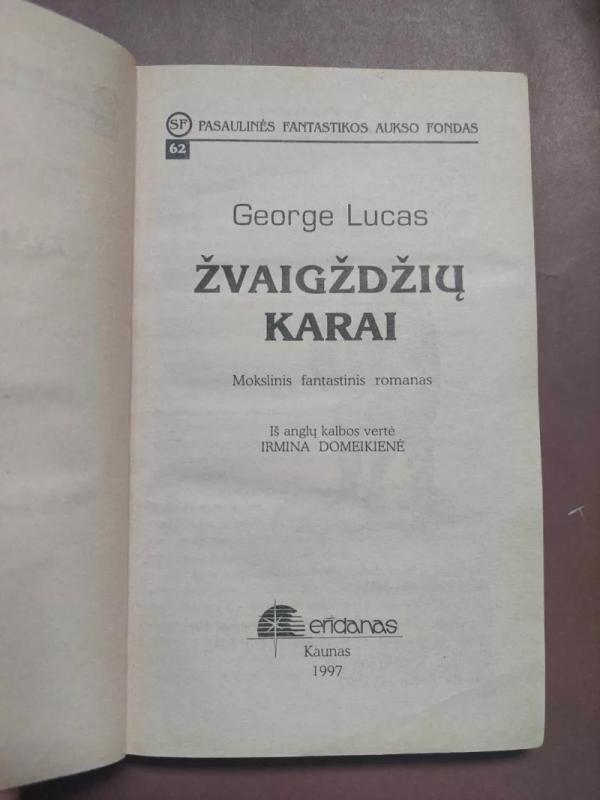 SF PASAULINĖS FANTASTIKOS AUKSO FONDAS
62
George Lucas
ŽVAIGŽDŽIŲ
KARAI
Mokslinis fantastinis romanas
Iš anglų kalbos vertė
IRMINA DOMEIKIENĖ
eridanas
Kaunas
1997